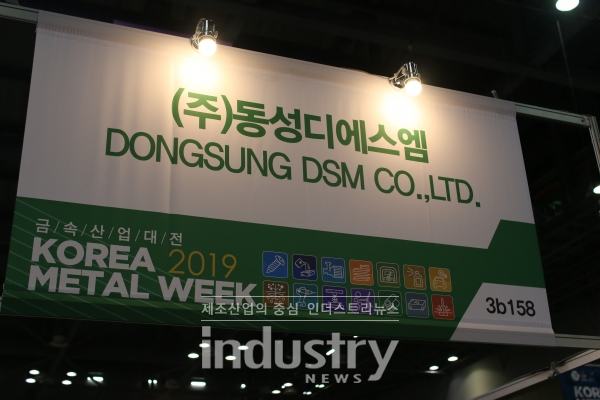 (주)동성디에스엠
DONGSUNG DSM CO.,LTD.
금/속/산/업/대/전
KOREA 2019
METAL WEEK
3b158
제조산업의 중심 인더스트리뉴스
industry
NEWS